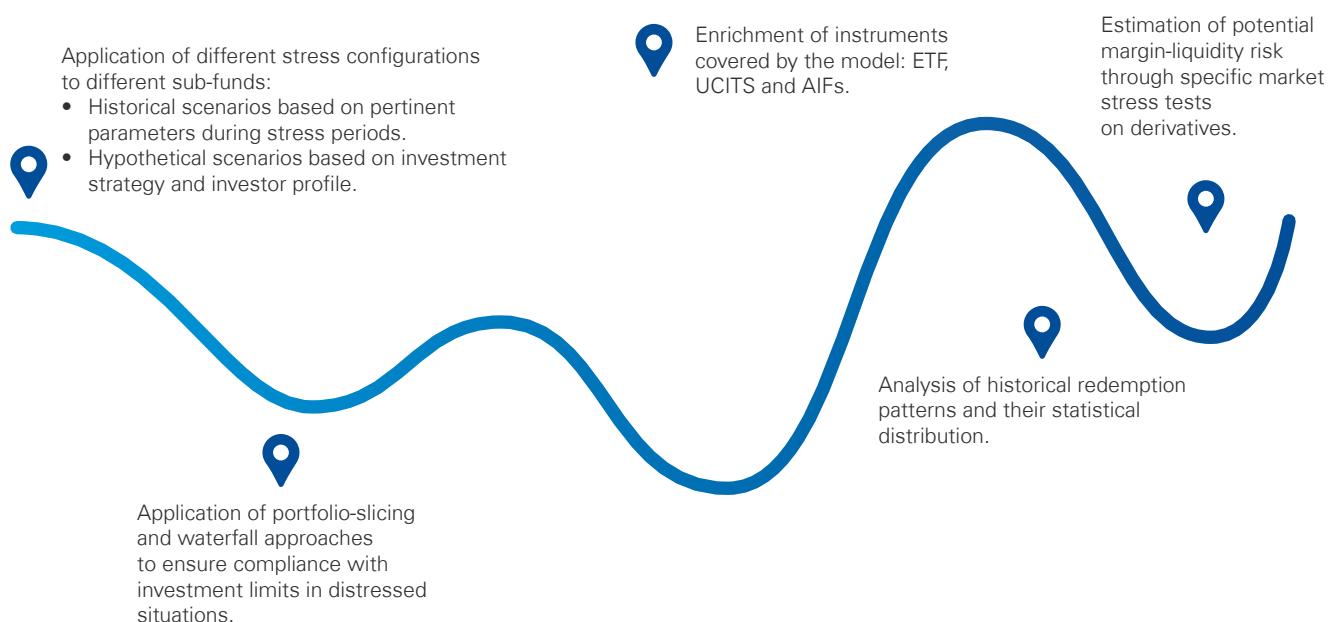 Application of different stress configurations
to different sub-funds:
• Historical scenarios based on pertinent
parameters during stress periods.
• Hypothetical scenarios based on investment
strategy and investor profile.
Application of portfolio-slicing
and waterfall approaches
to ensure compliance with
investment limits in distressed
situations.
Enrichment of instruments
covered by the model: ETF,
UCITS and AIFs.
Analysis of historical redemption
patterns and their statistical
distribution.
Estimation of potential
margin-liquidity risk
through specific market
stress tests
on derivatives.